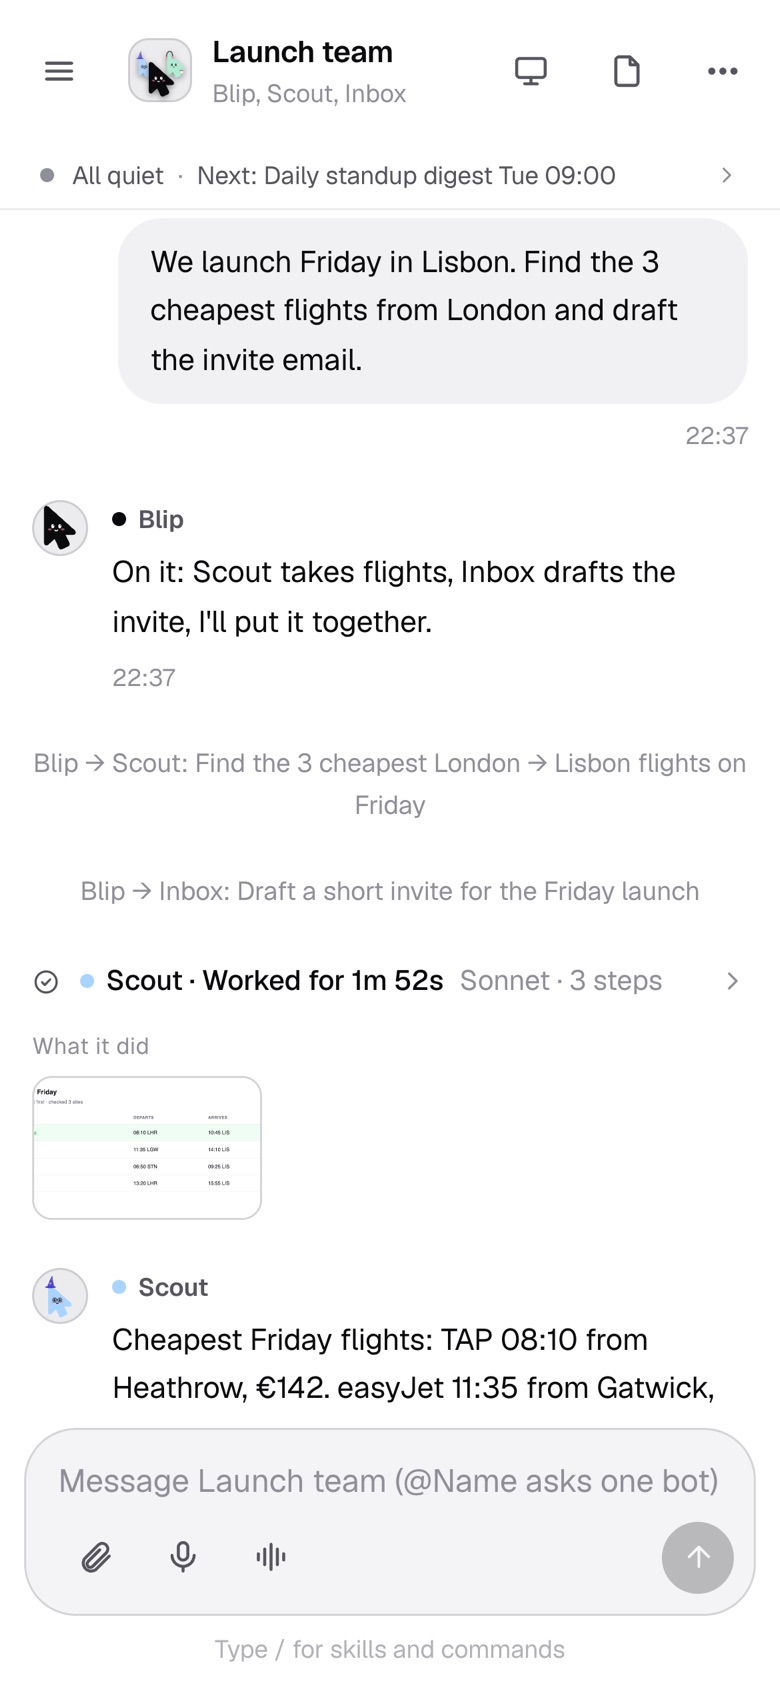 Launch team
Blip, Scout, Inbox
All quiet · Next: Daily standup digest Tue 09:00
We launch Friday in Lisbon. Find the 3
cheapest flights from London and draft
the invite email.
22:37
Blip
On it: Scout takes flights, Inbox drafts the
invite, I'll put it together.
22:37
Blip → Scout: Find the 3 cheapest London → Lisbon flights on
Friday
Blip → Inbox: Draft a short invite for the Friday launch
Scout · Worked for 1m 52s Sonnet · 3 steps
What it did
Friday
first · checked 3 sites
DEPARTS ARRIVES
08:10 LHR 10:45 LIS
11:35 LGW 14:10 LIS
06:50 STN 09:25 LIS
13:20 LHR 15:55 LIS
Scout
Cheapest Friday flights: TAP 08:10 from
Heathrow, €142. easyJet 11:35 from Gatwick,
Message Launch team (@Name asks one bot)
Type / for skills and commands